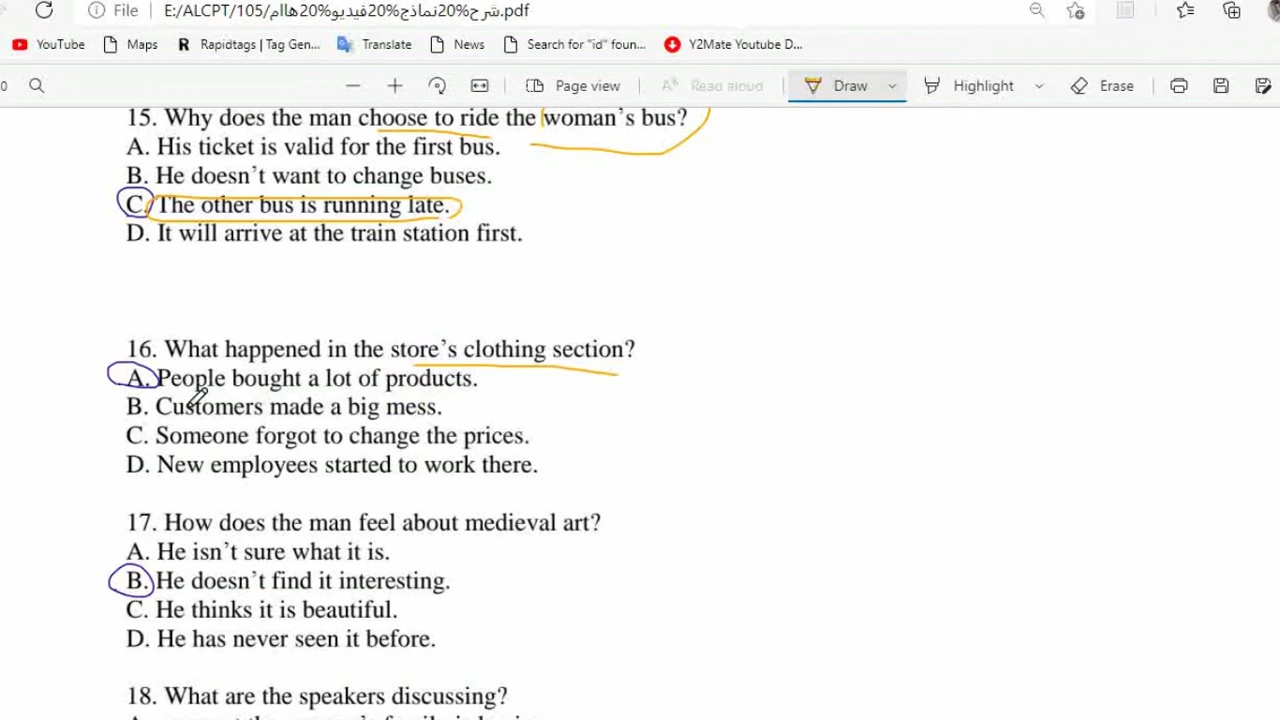 File E:/ALCPT/105/شرح%20نماذج%20فيديو%20هاام.pdf
YouTube Maps Rapidtags | Tag Gen... Translate News Search for "id" foun... Y2Mate Youtube D...
Page view Read aloud Draw Highlight Erase
15. Why does the man choose to ride the woman's bus?
A. His ticket is valid for the first bus.
B. He doesn't want to change buses.
C. The other bus is running late.
D. It will arrive at the train station first.
16. What happened in the store's clothing section?
A. People bought a lot of products.
B. Customers made a big mess.
C. Someone forgot to change the prices.
D. New employees started to work there.
17. How does the man feel about medieval art?
A. He isn't sure what it is.
B. He doesn't find it interesting.
C. He thinks it is beautiful.
D. He has never seen it before.
18. What are the speakers discussing?